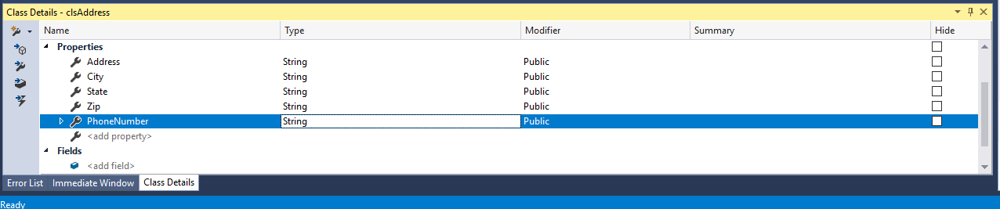 Class Details - clsAddress
Name Type Modifier Summary Hide
Properties
Address String Public
City String Public
State String Public
Zip String Public
PhoneNumber String Public
<add property>
Fields
<add field>
Error List Immediate Window Class Details
Ready